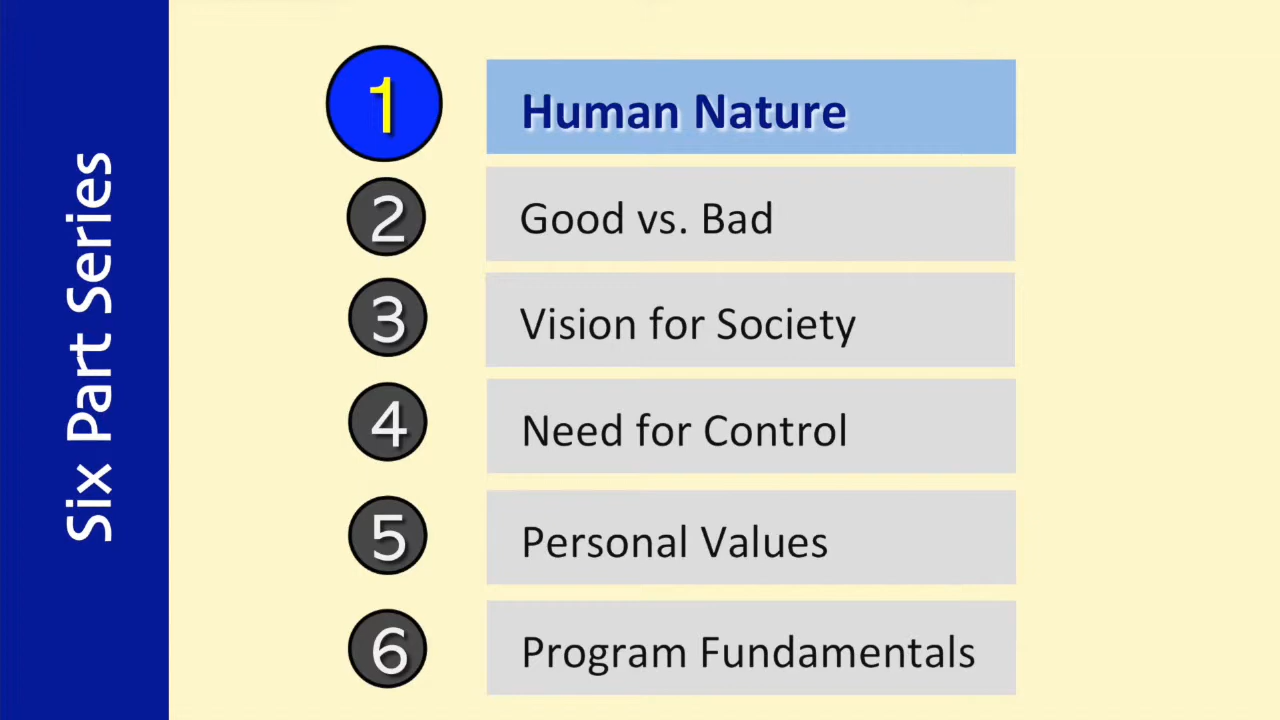 Six Part Series
1
Human Nature
2
Good vs. Bad
3
Vision for Society
4
Need for Control
5
Personal Values
6
Program Fundamentals